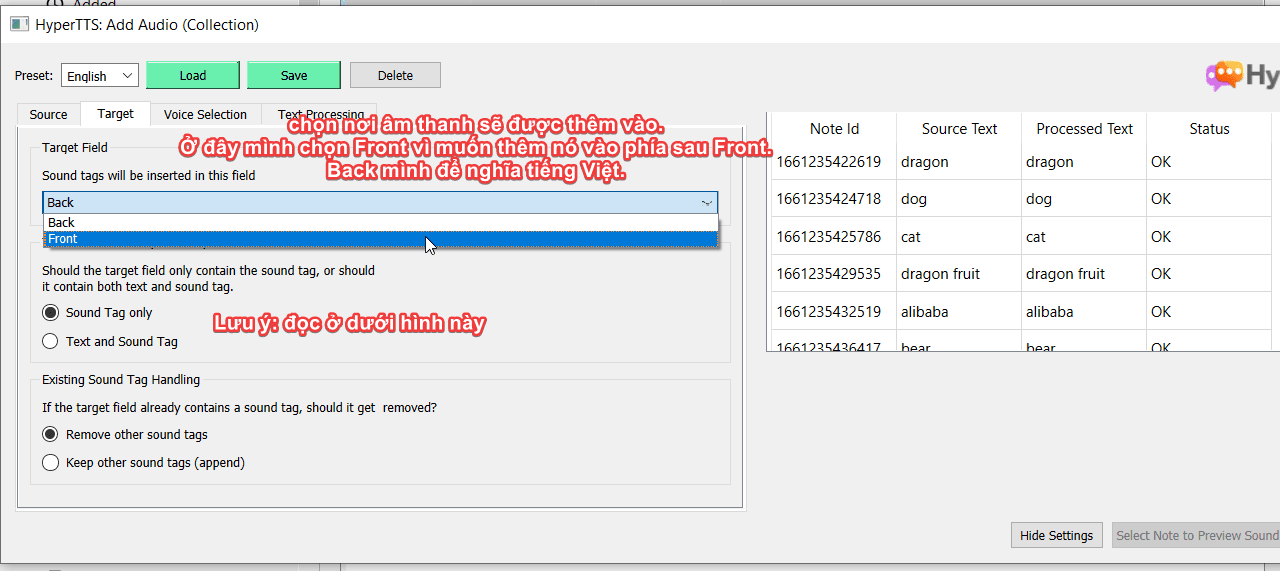 Added
HyperTTS: Add Audio (Collection)
Preset: English Load Save Delete
Hy
Source Target Voice Selection Text Processing
chọn nơi âm thanh sẽ được thêm vào.
Ở đây mình chọn Front vì muốn thêm nó vào phía sau Front.
Back mình để nghĩa tiếng Việt.
Target Field
Sound tags will be inserted in this field
Back
Back
Front
Should the target field only contain the sound tag, or should
it contain both text and sound tag.
Sound Tag only
Text and Sound Tag
Lưu ý: đọc ở dưới hình này
Existing Sound Tag Handling
If the target field already contains a sound tag, should it get removed?
Remove other sound tags
Keep other sound tags (append)
Note Id Source Text Processed Text Status
1661235422619 dragon dragon OK
1661235424718 dog dog OK
1661235425786 cat cat OK
1661235429535 dragon fruit dragon fruit OK
1661235432519 alibaba alibaba OK
1661235436417 bear bear OK
Hide Settings Select Note to Preview Sound